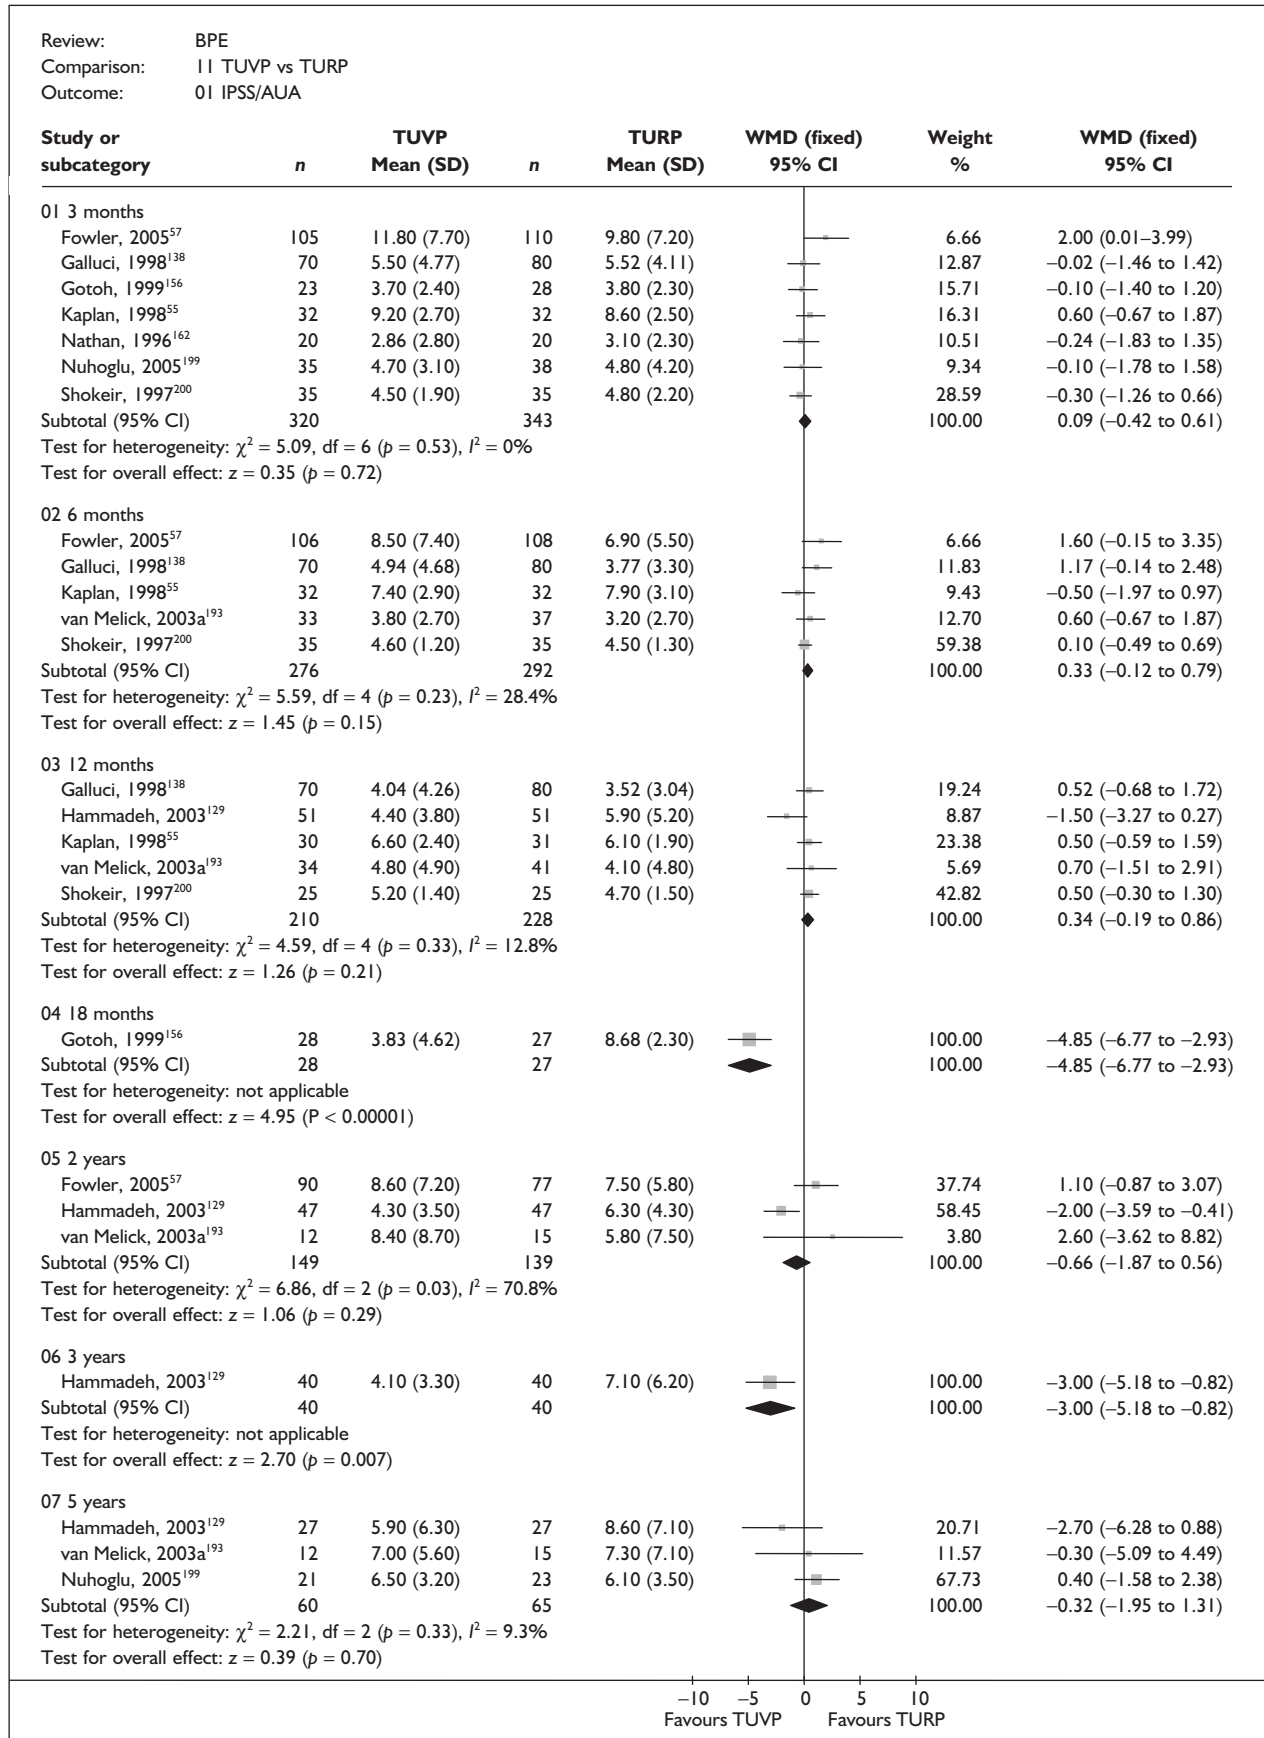 Review: BPE
Comparison: 11 TUVP vs TURP
Outcome: 01 IPSS/AUA
Study or TUVP TURP WMD (fixed) Weight WMD (fixed)
subcategory n Mean (SD) n Mean (SD) 95% CI % 95% CI
01 3 months
Fowler, 2005⁵⁷ 105 11.80 (7.70) 110 9.80 (7.20) 6.66 2.00 (0.01–3.99)
Galluci, 1998¹³⁸ 70 5.50 (4.77) 80 5.52 (4.11) 12.87 –0.02 (–1.46 to 1.42)
Gotoh, 1999¹⁵⁶ 23 3.70 (2.40) 28 3.80 (2.30) 15.71 –0.10 (–1.40 to 1.20)
Kaplan, 1998⁵⁵ 32 9.20 (2.70) 32 8.60 (2.50) 16.31 0.60 (–0.67 to 1.87)
Nathan, 1996¹⁶² 20 2.86 (2.80) 20 3.10 (2.30) 10.51 –0.24 (–1.83 to 1.35)
Nuhoglu, 2005¹⁹⁹ 35 4.70 (3.10) 38 4.80 (4.20) 9.34 –0.10 (–1.78 to 1.58)
Shokeir, 1997²⁰⁰ 35 4.50 (1.90) 35 4.80 (2.20) 28.59 –0.30 (–1.26 to 0.66)
Subtotal (95% CI) 320 343 100.00 0.09 (–0.42 to 0.61)
Test for heterogeneity: χ² = 5.09, df = 6 (p = 0.53), I² = 0%
Test for overall effect: z = 0.35 (p = 0.72)
02 6 months
Fowler, 2005⁵⁷ 106 8.50 (7.40) 108 6.90 (5.50) 6.66 1.60 (–0.15 to 3.35)
Galluci, 1998¹³⁸ 70 4.94 (4.68) 80 3.77 (3.30) 11.83 1.17 (–0.14 to 2.48)
Kaplan, 1998⁵⁵ 32 7.40 (2.90) 32 7.90 (3.10) 9.43 –0.50 (–1.97 to 0.97)
van Melick, 2003a¹⁹³ 33 3.80 (2.70) 37 3.20 (2.70) 12.70 0.60 (–0.67 to 1.87)
Shokeir, 1997²⁰⁰ 35 4.60 (1.20) 35 4.50 (1.30) 59.38 0.10 (–0.49 to 0.69)
Subtotal (95% CI) 276 292 100.00 0.33 (–0.12 to 0.79)
Test for heterogeneity: χ² = 5.59, df = 4 (p = 0.23), I² = 28.4%
Test for overall effect: z = 1.45 (p = 0.15)
03 12 months
Galluci, 1998¹³⁸ 70 4.04 (4.26) 80 3.52 (3.04) 19.24 0.52 (–0.68 to 1.72)
Hammadeh, 2003¹²⁹ 51 4.40 (3.80) 51 5.90 (5.20) 8.87 –1.50 (–3.27 to 0.27)
Kaplan, 1998⁵⁵ 30 6.60 (2.40) 31 6.10 (1.90) 23.38 0.50 (–0.59 to 1.59)
van Melick, 2003a¹⁹³ 34 4.80 (4.90) 41 4.10 (4.80) 5.69 0.70 (–1.51 to 2.91)
Shokeir, 1997²⁰⁰ 25 5.20 (1.40) 25 4.70 (1.50) 42.82 0.50 (–0.30 to 1.30)
Subtotal (95% CI) 210 228 100.00 0.34 (–0.19 to 0.86)
Test for heterogeneity: χ² = 4.59, df = 4 (p = 0.33), I² = 12.8%
Test for overall effect: z = 1.26 (p = 0.21)
04 18 months
Gotoh, 1999¹⁵⁶ 28 3.83 (4.62) 27 8.68 (2.30) 100.00 –4.85 (–6.77 to –2.93)
Subtotal (95% CI) 28 27 100.00 –4.85 (–6.77 to –2.93)
Test for heterogeneity: not applicable
Test for overall effect: z = 4.95 (P < 0.00001)
05 2 years
Fowler, 2005⁵⁷ 90 8.60 (7.20) 77 7.50 (5.80) 37.74 1.10 (–0.87 to 3.07)
Hammadeh, 2003¹²⁹ 47 4.30 (3.50) 47 6.30 (4.30) 58.45 –2.00 (–3.59 to –0.41)
van Melick, 2003a¹⁹³ 12 8.40 (8.70) 15 5.80 (7.50) 3.80 2.60 (–3.62 to 8.82)
Subtotal (95% CI) 149 139 100.00 –0.66 (–1.87 to 0.56)
Test for heterogeneity: χ² = 6.86, df = 2 (p = 0.03), I² = 70.8%
Test for overall effect: z = 1.06 (p = 0.29)
06 3 years
Hammadeh, 2003¹²⁹ 40 4.10 (3.30) 40 7.10 (6.20) 100.00 –3.00 (–5.18 to –0.82)
Subtotal (95% CI) 40 40 100.00 –3.00 (–5.18 to –0.82)
Test for heterogeneity: not applicable
Test for overall effect: z = 2.70 (p = 0.007)
07 5 years
Hammadeh, 2003¹²⁹ 27 5.90 (6.30) 27 8.60 (7.10) 20.71 –2.70 (–6.28 to 0.88)
van Melick, 2003a¹⁹³ 12 7.00 (5.60) 15 7.30 (7.10) 11.57 –0.30 (–5.09 to 4.49)
Nuhoglu, 2005¹⁹⁹ 21 6.50 (3.20) 23 6.10 (3.50) 67.73 0.40 (–1.58 to 2.38)
Subtotal (95% CI) 60 65 100.00 –0.32 (–1.95 to 1.31)
Test for heterogeneity: χ² = 2.21, df = 2 (p = 0.33), I² = 9.3%
Test for overall effect: z = 0.39 (p = 0.70)
–10 –5 0 5 10
Favours TUVP Favours TURP